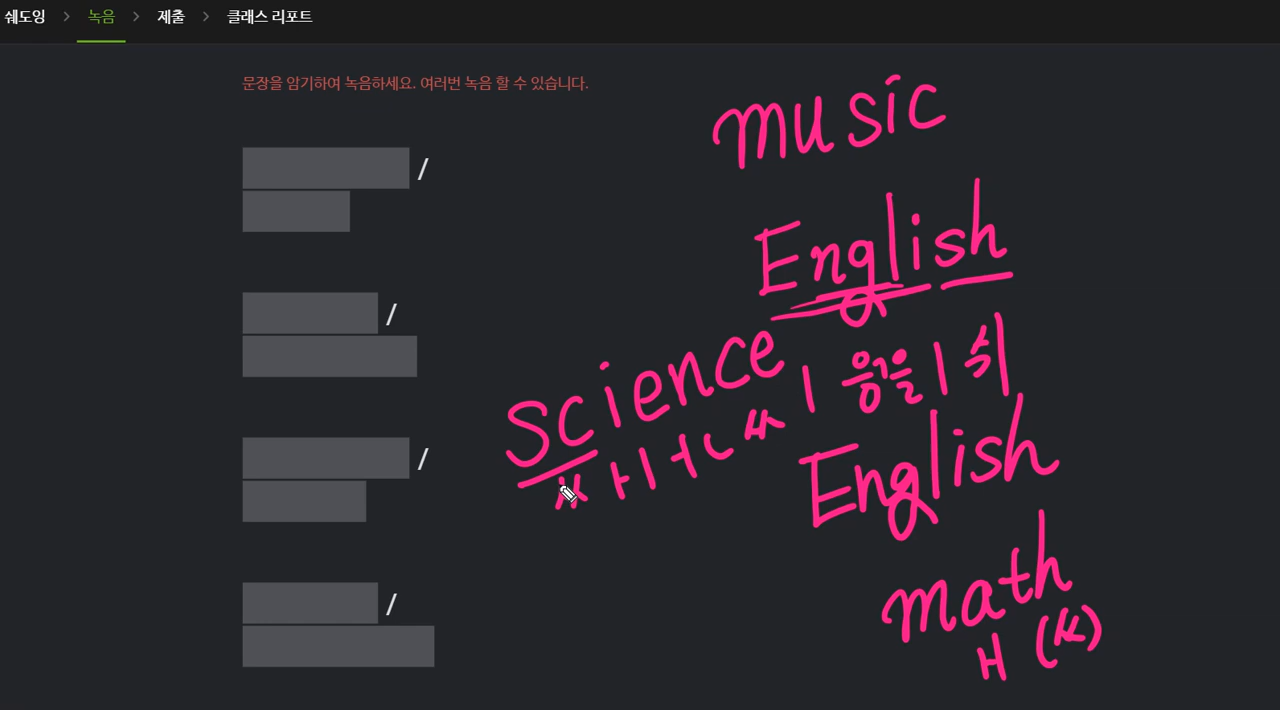 쉐도잉 > 녹음 > 제출 > 클래스 리포트
문장을 암기하여 녹음하세요. 여러번 녹음 할 수 있습니다.
music
/
English
/
Science
English
/
math
ㅐ (ㅆ)
/